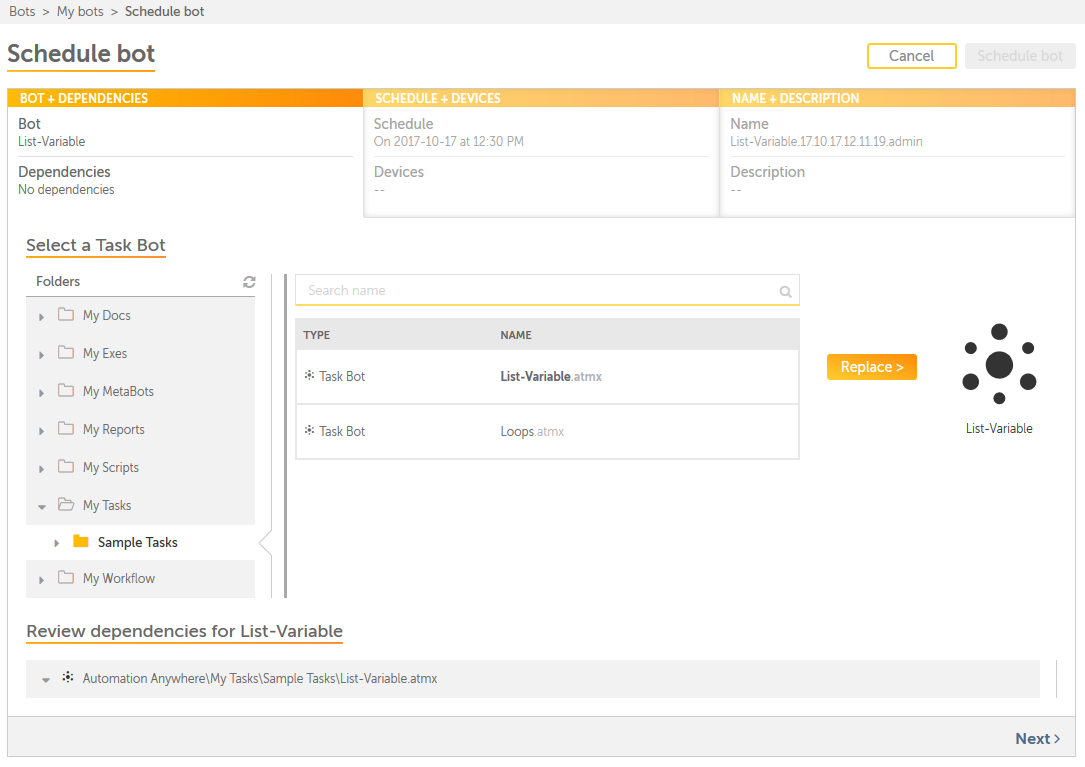 Bots > My bots > Schedule bot
Schedule bot
Cancel
Schedule bot
BOT + DEPENDENCIES
Bot
List-Variable
Dependencies
No dependencies
SCHEDULE + DEVICES
Schedule
On 2017-10-17 at 12:30 PM
Devices
--
NAME + DESCRIPTION
Name
List-Variable.17.10.17.12.11.19.admin
Description
--
Select a Task Bot
Folders
My Docs
My Exes
My MetaBots
My Reports
My Scripts
My Tasks
Sample Tasks
My Workflow
Search name
TYPE NAME
Task Bot List-Variable.atmx
Task Bot Loops.atmx
Replace >
List-Variable
Review dependencies for List-Variable
Automation Anywhere\My Tasks\Sample Tasks\List-Variable.atmx
Next >